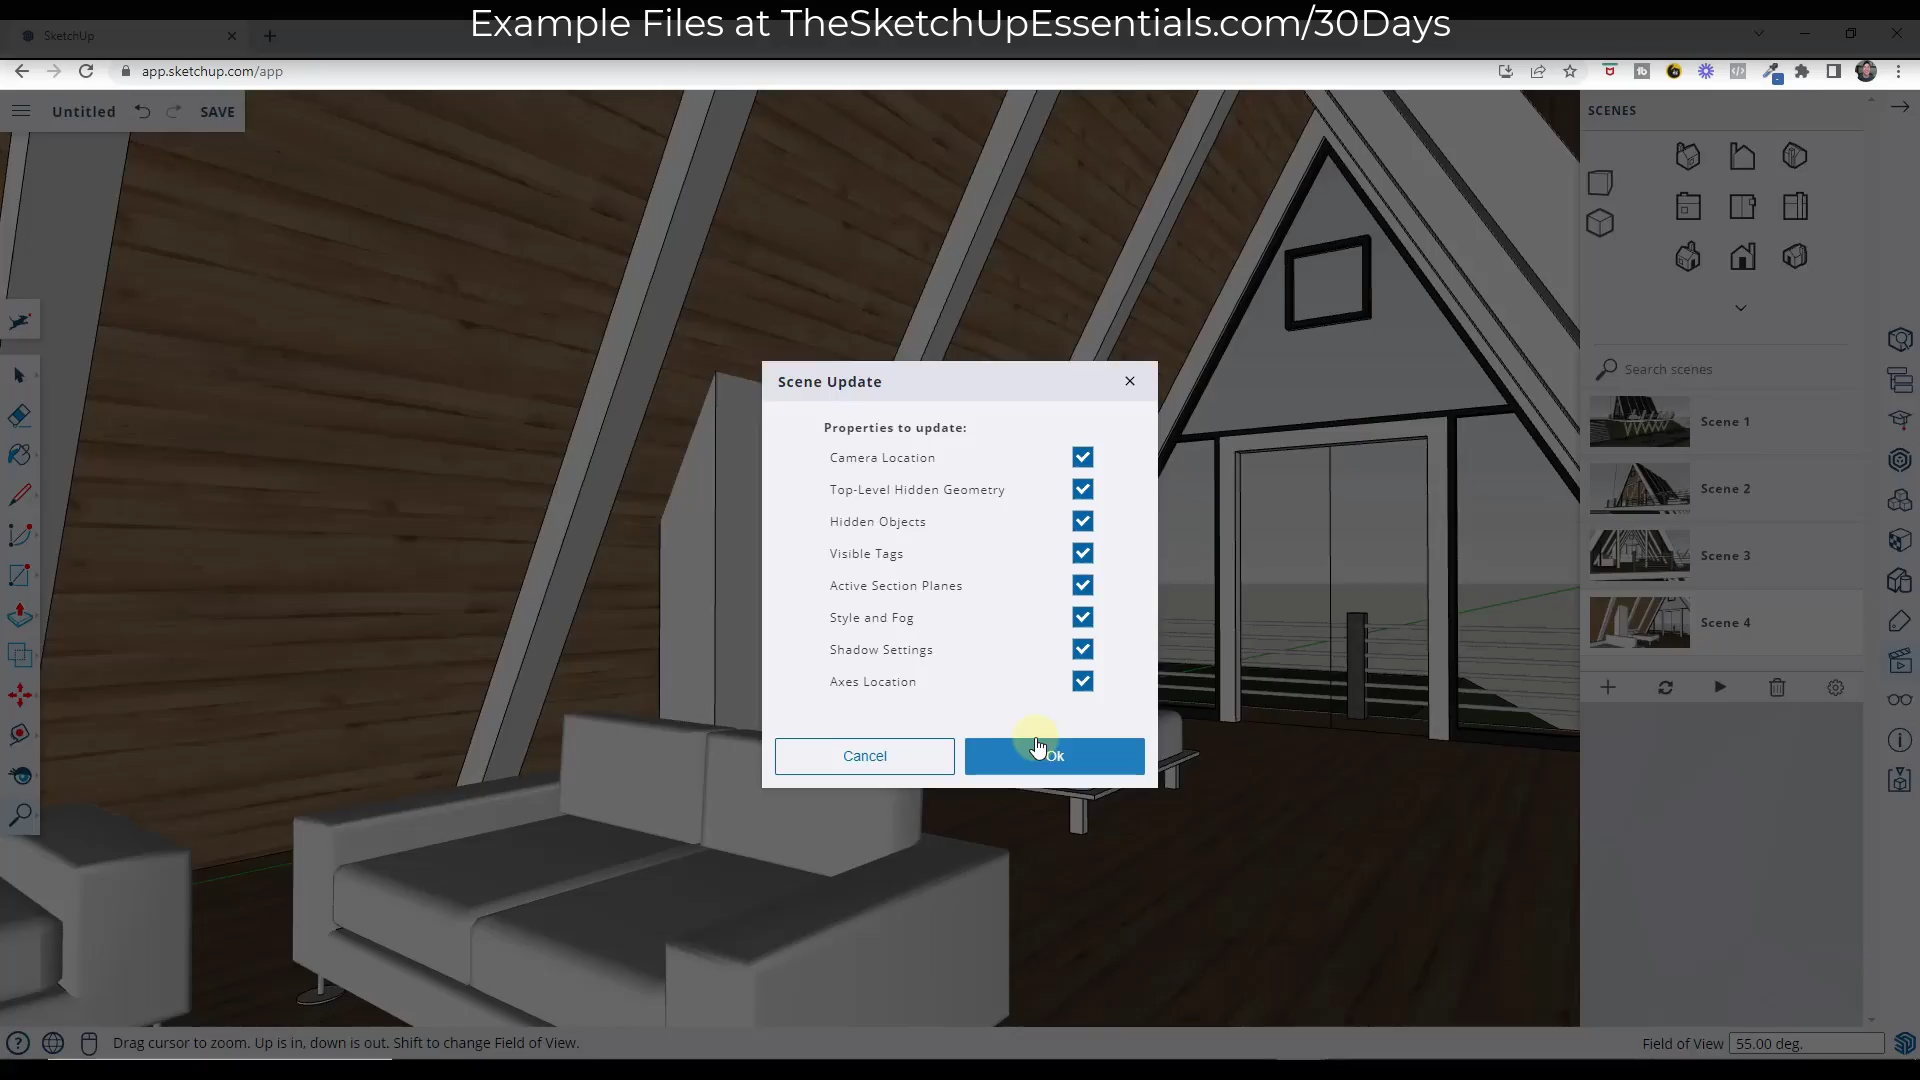 Example Files at TheSketchUpEssentials.com/30Days
SketchUp
app.sketchup.com/app
Untitled
SAVE
SCENES
Search scenes
Scene 1
Scene 2
Scene 3
Scene 4
Scene Update
Properties to update:
Camera Location
Top-Level Hidden Geometry
Hidden Objects
Visible Tags
Active Section Planes
Style and Fog
Shadow Settings
Axes Location
Cancel
Ok
Drag cursor to zoom. Up is in, down is out. Shift to change Field of View.
Field of View 55.00 deg.